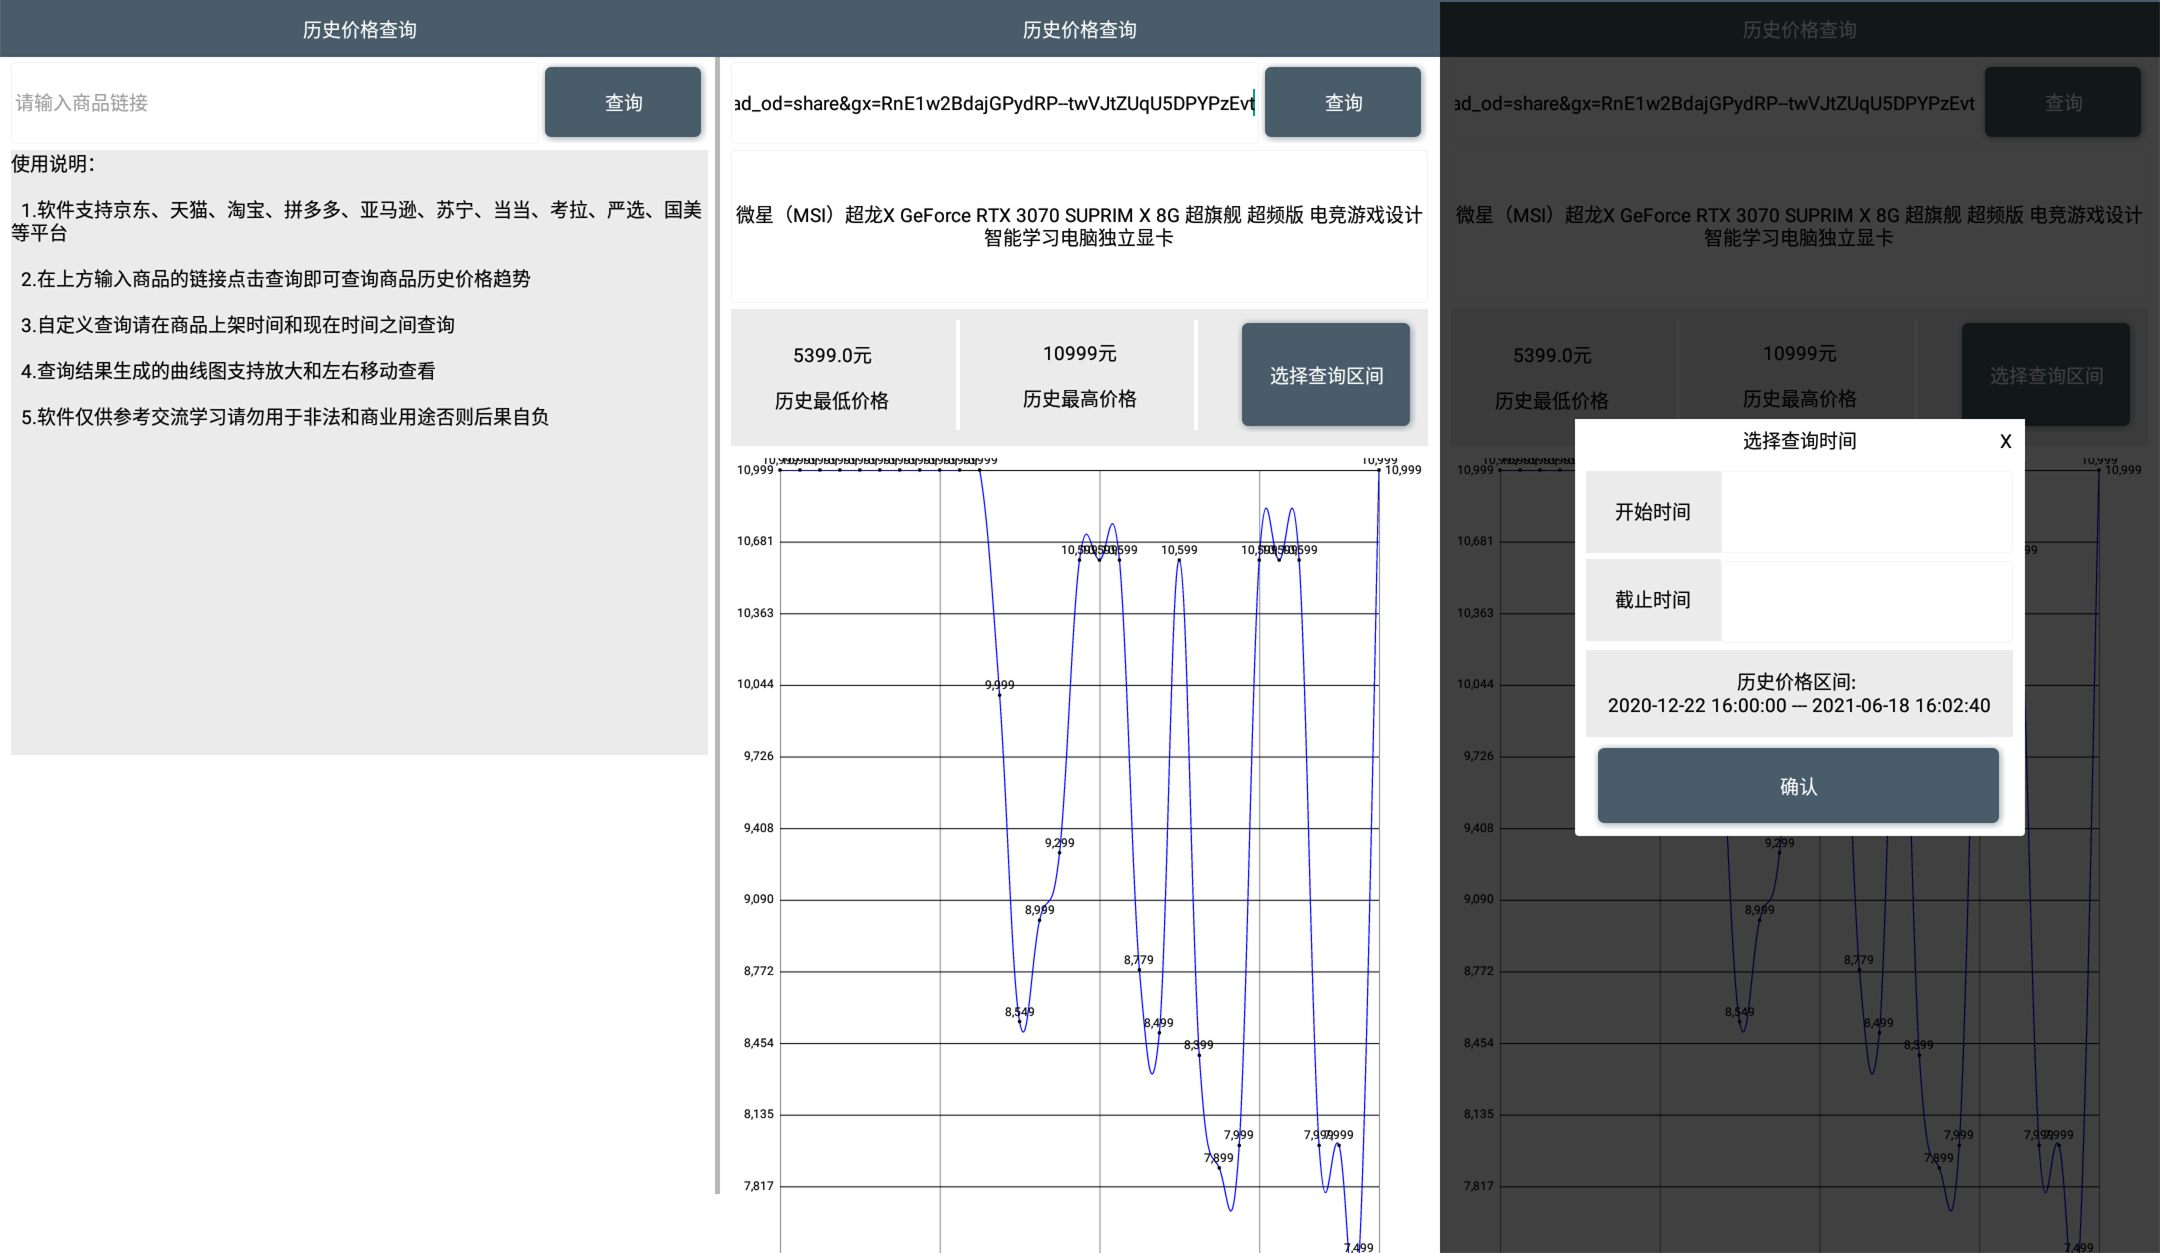 历史价格查询
请输入商品链接
查询
使用说明：
1.软件支持京东、天猫、淘宝、拼多多、亚马逊、苏宁、当当、考拉、严选、国美
等平台
2.在上方输入商品的链接点击查询即可查询商品历史价格趋势
3.自定义查询请在商品上架时间和现在时间之间查询
4.查询结果生成的曲线图支持放大和左右移动查看
5.软件仅供参考交流学习请勿用于非法和商业用途否则后果自负
历史价格查询
ad_od=share&gx=RnE1w2BdajGPydRP--twVJtZUqU5DPYPzEvt
查询
微星（MSI）超龙X GeForce RTX 3070 SUPRIM X 8G 超旗舰 超频版 电竞游戏设计
智能学习电脑独立显卡
5399.0元
历史最低价格
10999元
历史最高价格
选择查询区间
10,999
10,999
10,999
10,681
10,599
10,363
10,044
9,999
9,726
9,408
9,299
9,090
8,999
8,772
8,779
8,549
8,499
8,454
8,399
8,135
7,999
7,999
7,999
7,899
7,817
7,499
历史价格查询
ad_od=share&gx=RnE1w2BdajGPydRP--twVJtZUqU5DPYPzEvt
查询
微星（MSI）超龙X GeForce RTX 3070 SUPRIM X 8G 超旗舰 超频版 电竞游戏设计
智能学习电脑独立显卡
5399.0元
历史最低价格
10999元
历史最高价格
选择查询区间
选择查询时间
X
开始时间
截止时间
历史价格区间:
2020-12-22 16:00:00 --- 2021-06-18 16:02:40
确认
10,999
10,999
10,999
10,681
10,363
10,044
9,726
9,408
9,299
9,090
8,999
8,772
8,779
8,549
8,499
8,454
8,399
8,135
7,999
7,999
7,999
7,899
7,817
7,499